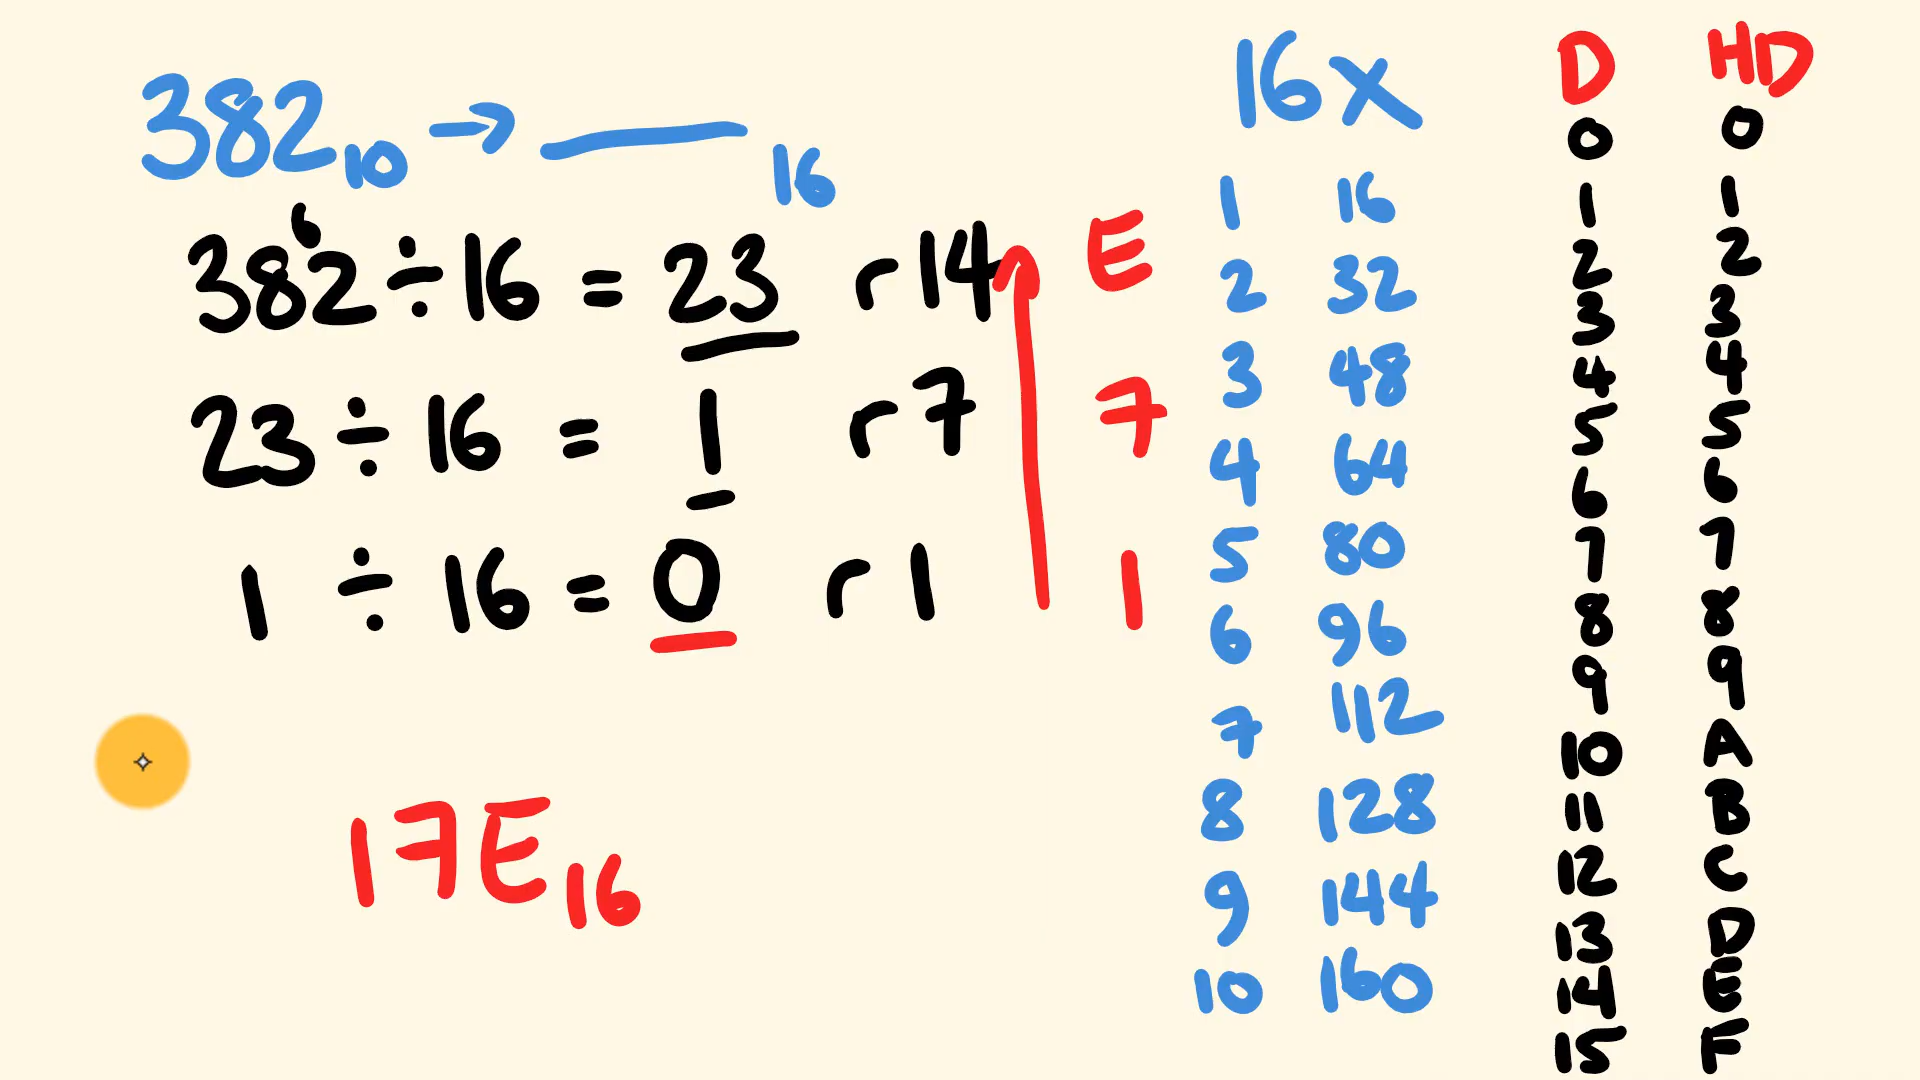 382₁₀ → ___₁₆
38⁶2 ÷ 16 = 23 r14 E
23 ÷ 16 = 1 r7 7
1 ÷ 16 = 0 r1 1
17E₁₆
16x
1 16
2 32
3 48
4 64
5 80
6 96
7 112
8 128
9 144
10 160
D HD
0 0
1 1
2 2
3 3
4 4
5 5
6 6
7 7
8 8
9 9
10 A
11 B
12 C
13 D
14 E
15 F